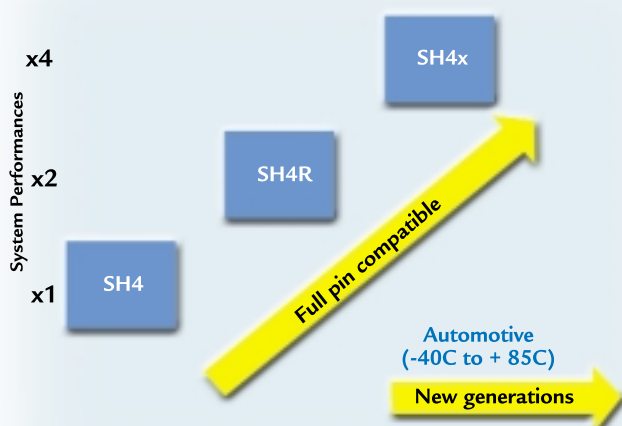 x4
SH4x
System Performances
x2
SH4R
Full pin compatible
x1
SH4
Automotive
(-40C to + 85C)
New generations